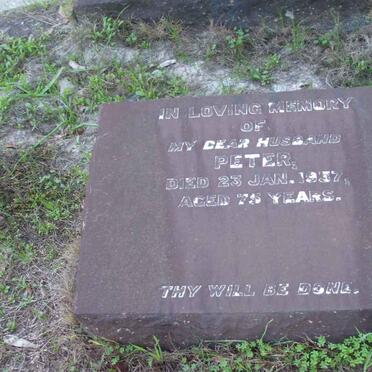 IN LOVING MEMORY
OF
MY DEAR HUSBAND
PETER,
DIED 23 JAN. 1937,
AGED 75 YEARS.
THY WILL BE DONE.